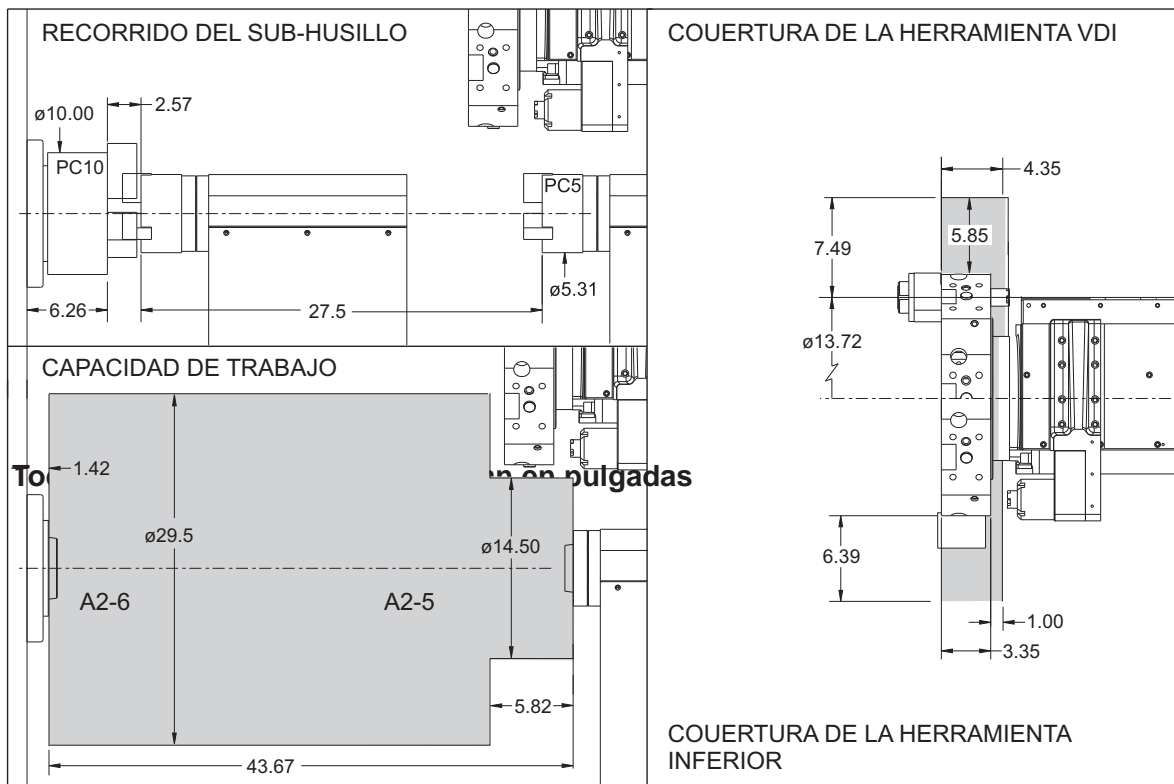 RECORRIDO DEL SUB-HUSILLO
2.57
ø10.00
PC10
PC5
6.26
27.5
ø5.31
CAPACIDAD DE TRABAJO
1.42
en pulgadas
ø29.5
ø14.50
A2-6
A2-5
5.82
43.67
COUERTURA DE LA HERRAMIENTA VDI
4.35
7.49
5.85
ø13.72
6.39
1.00
3.35
COUERTURA DE LA HERRAMIENTA
INFERIOR